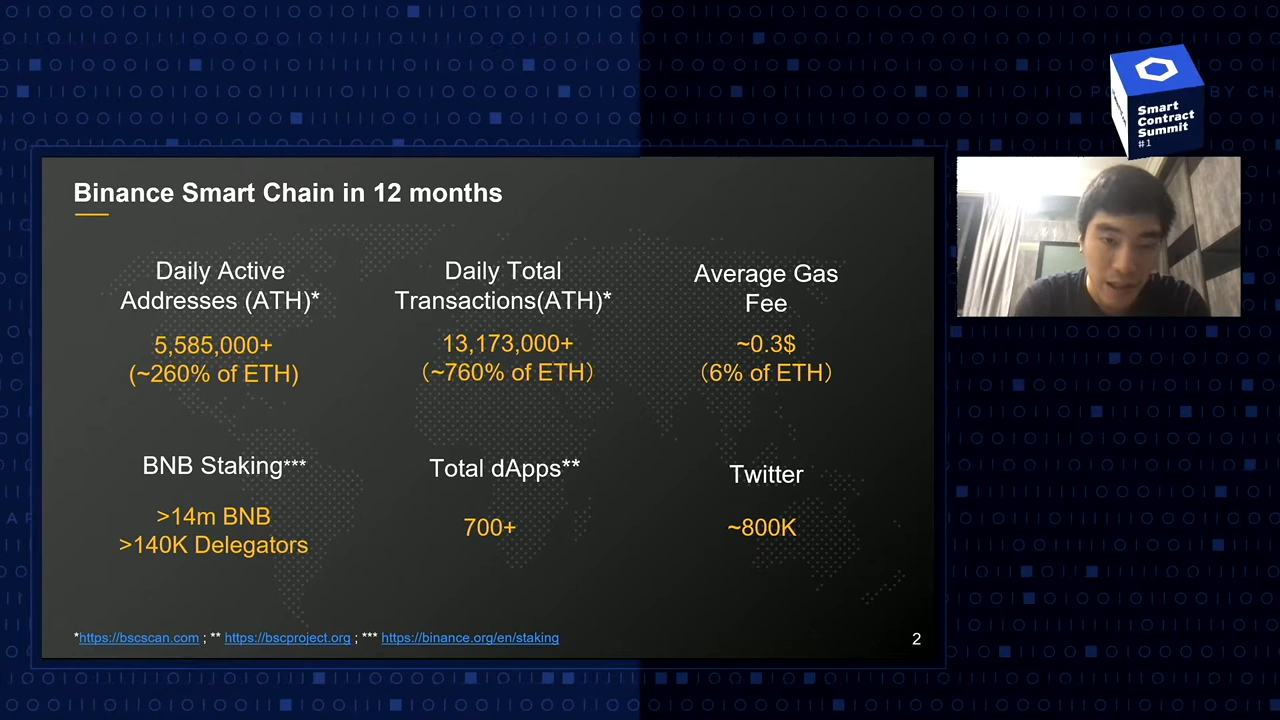 Smart
Contract
Summit
#1
Binance Smart Chain in 12 months
Daily Active
Addresses (ATH)*
5,585,000+
(~260% of ETH)
Daily Total
Transactions(ATH)*
13,173,000+
（~760% of ETH）
Average Gas
Fee
~0.3$
（6% of ETH）
BNB Staking***
>14m BNB
>140K Delegators
Total dApps**
700+
Twitter
~800K
*https://bscscan.com ; ** https://bscproject.org ; *** https://binance.org/en/staking
2